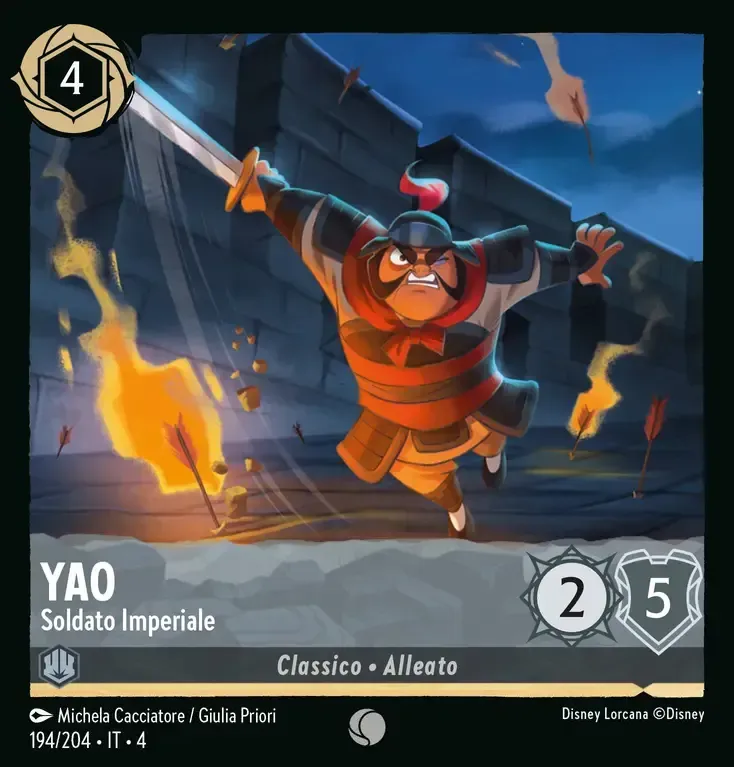 4
YAO
Soldato Imperiale
2
5
Classico • Alleato
Michela Cacciatore / Giulia Priori
Disney Lorcana ©Disney
194/204 • IT • 4